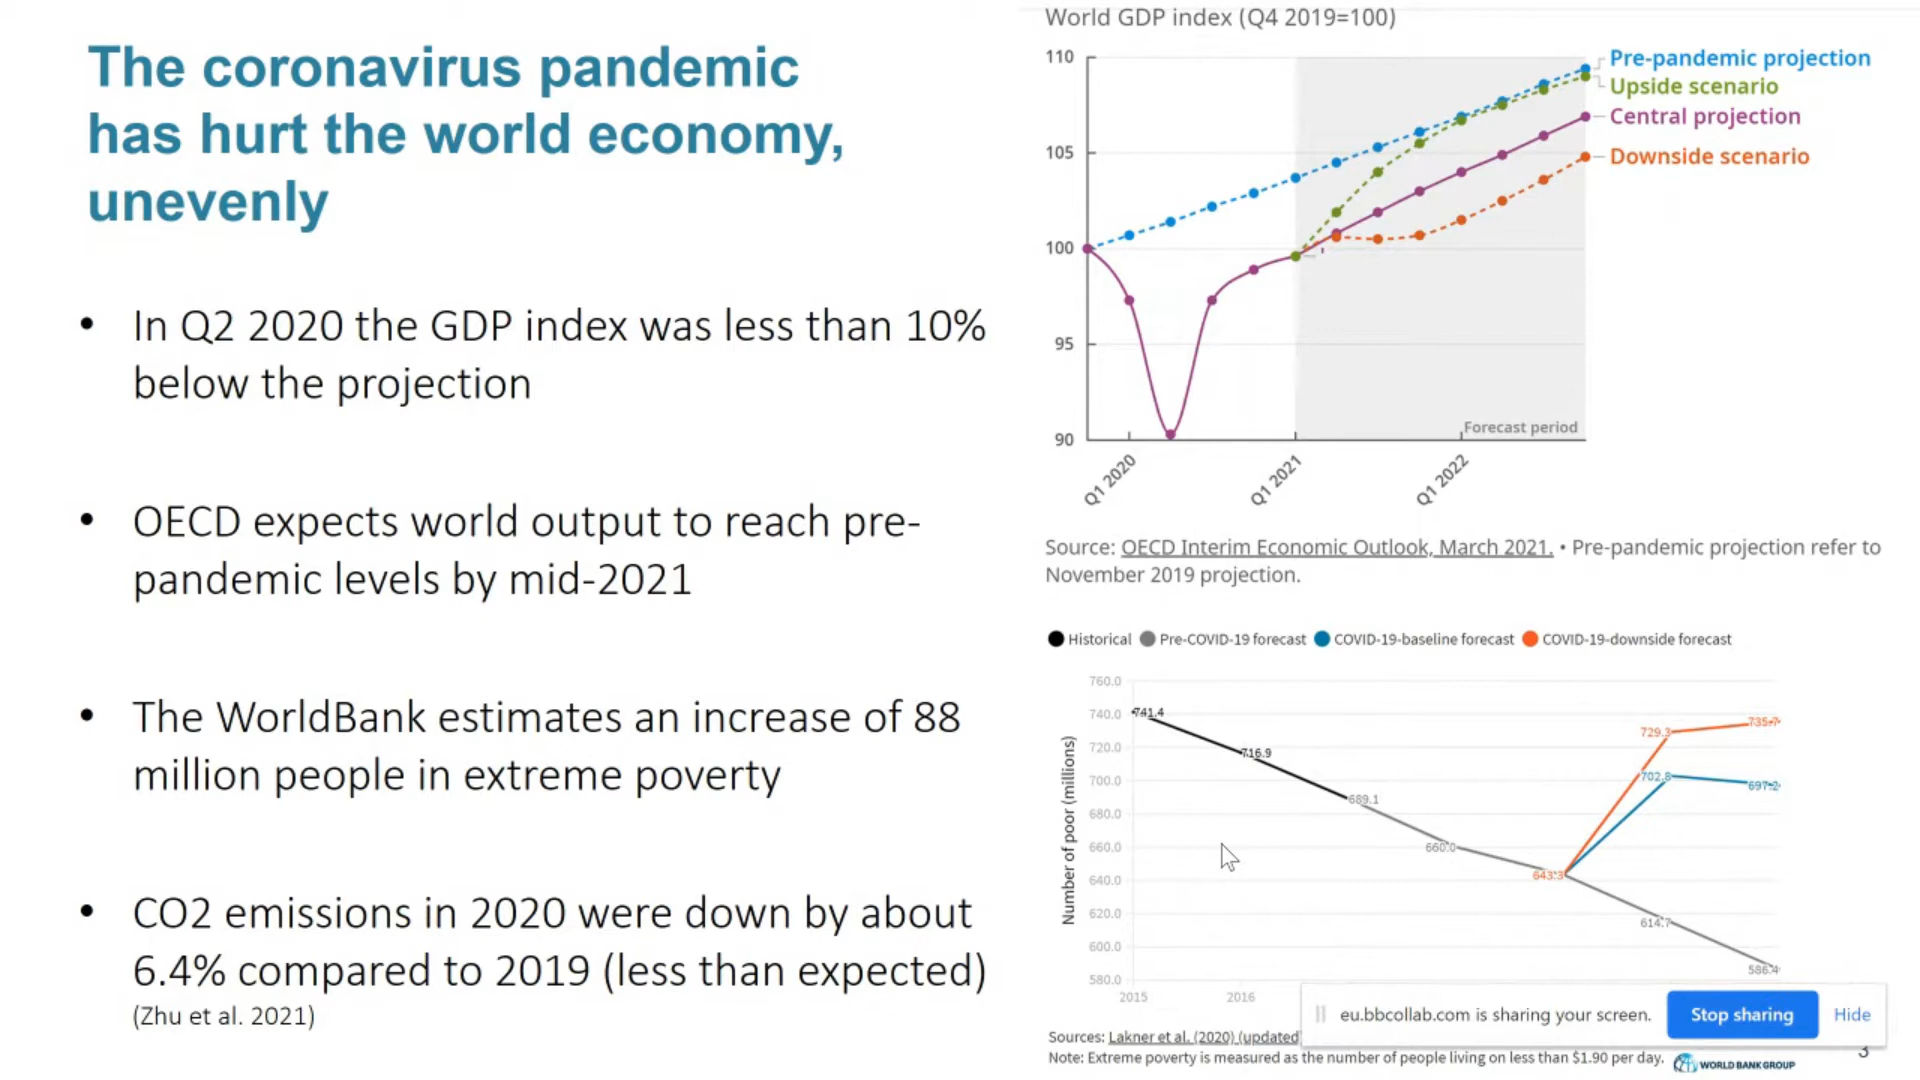 The coronavirus pandemic
has hurt the world economy,
unevenly
• In Q2 2020 the GDP index was less than 10%
below the projection
• OECD expects world output to reach pre-
pandemic levels by mid-2021
• The WorldBank estimates an increase of 88
million people in extreme poverty
• CO2 emissions in 2020 were down by about
6.4% compared to 2019 (less than expected)
(Zhu et al. 2021)
World GDP index (Q4 2019=100)
110
105
100
95
90
Pre-pandemic projection
Upside scenario
Central projection
Downside scenario
Forecast period
Q1 2020
Q1 2021
Q1 2022
Source: OECD Interim Economic Outlook, March 2021. • Pre-pandemic projection refer to
November 2019 projection.
Historical Pre-COVID-19 forecast COVID-19-baseline forecast COVID-19-downside forecast
Number of poor (millions)
760.0
740.0
720.0
700.0
680.0
660.0
640.0
620.0
600.0
580.0
741.4
716.9
689.1
660.0
643.3
729.3
735.7
702.8
697.2
614.7
586.4
2015 2016
eu.bbcollab.com is sharing your screen. Stop sharing Hide
Sources: Lakner et al. (2020) (updated
Note: Extreme poverty is measured as the number of people living on less than $1.90 per day.
WORLD BANK GROUP
3